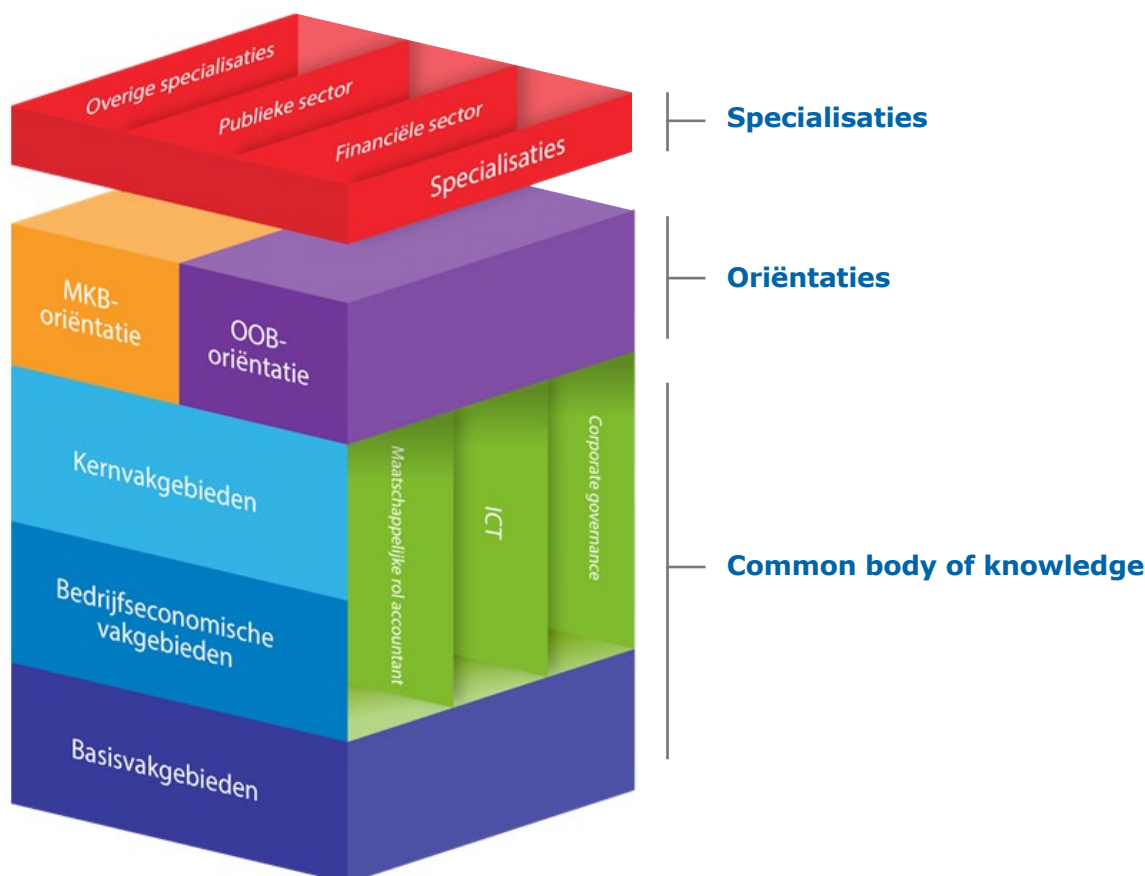 Overige specialisaties
Publieke sector
Financiële sector
Specialisaties
Specialisaties
MKB-
oriëntatie
OOB-
oriëntatie
Oriëntaties
Kernvakgebieden
Bedrijfseconomische
vakgebieden
Basisvakgebieden
Maatschappelijke rol accountant
ICT
Corporate governance
Common body of knowledge